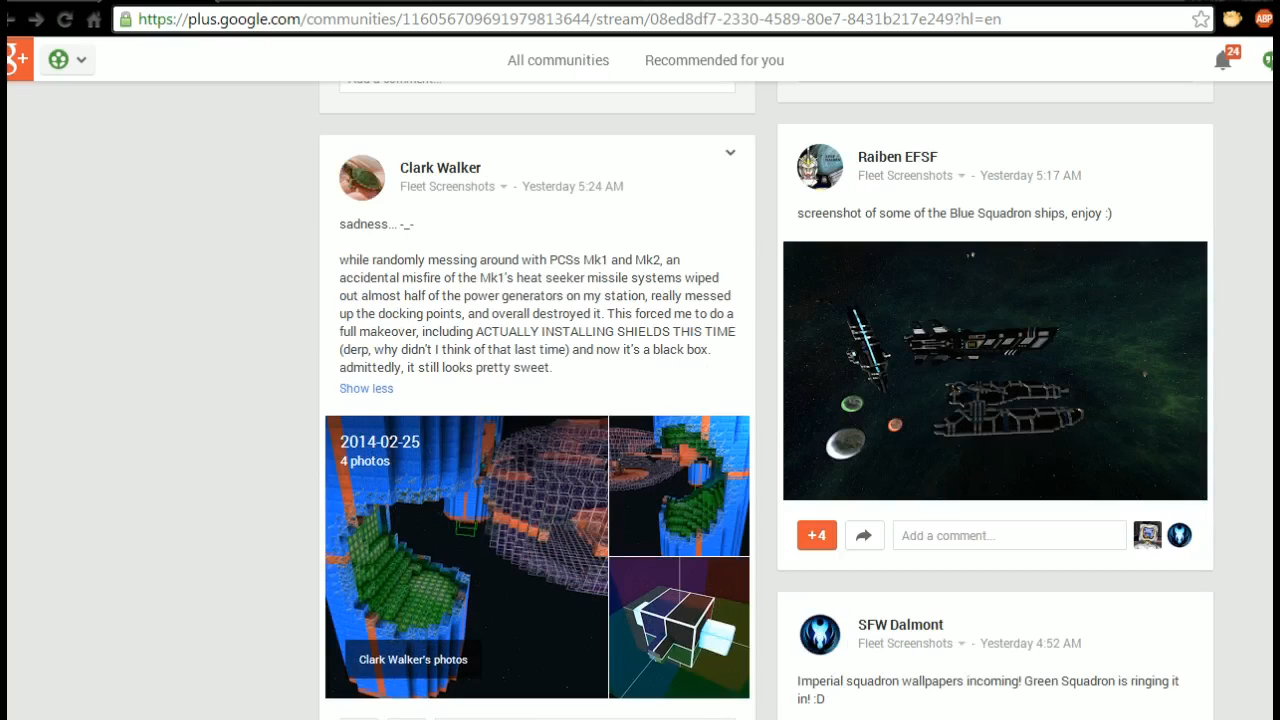 https://plus.google.com/communities/116056709691979813644/stream/08ed8df7-2330-4589-80e7-8431b217e249?hl=en
ABP
g+
All communities
Recommended for you
24
Add a comment...
Clark Walker
Fleet Screenshots - Yesterday 5:24 AM
sadness... -_-
while randomly messing around with PCSs Mk1 and Mk2, an
accidental misfire of the Mk1's heat seeker missile systems wiped
out almost half of the power generators on my station, really messed
up the docking points, and overall destroyed it. This forced me to do a
full makeover, including ACTUALLY INSTALLING SHIELDS THIS TIME
(derp, why didn't I think of that last time) and now it's a black box.
admittedly, it still looks pretty sweet.
Show less
2014-02-25
4 photos
Clark Walker's photos
Raiben EFSF
Fleet Screenshots - Yesterday 5:17 AM
screenshot of some of the Blue Squadron ships, enjoy :)
+4
Add a comment...
SFW Dalmont
Fleet Screenshots - Yesterday 4:52 AM
Imperial squadron wallpapers incoming! Green Squadron is ringing it
in! :D